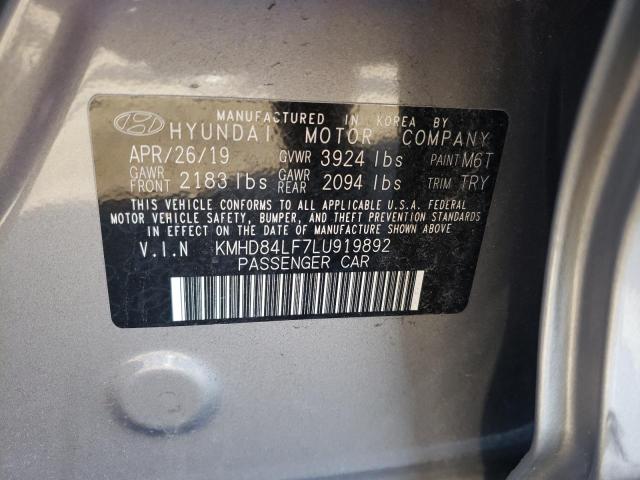 MANUFACTURED IN KOREA BY
HYUNDAI MOTOR COMPANY
APR/26/19 GVWR 3924 lbs PAINT M6T
GAWR FRONT 2183 lbs GAWR REAR 2094 lbs TRIM TRY
THIS VEHICLE CONFORMS TO ALL APPLICABLE U.S.A. FEDERAL
MOTOR VEHICLE SAFETY, BUMPER, AND THEFT PREVENTION STANDARDS
IN EFFECT ON THE DATE OF MANUFACTURE SHOWN ABOVE.
V.I.N KMHD84LF7LU919892
PASSENGER CAR